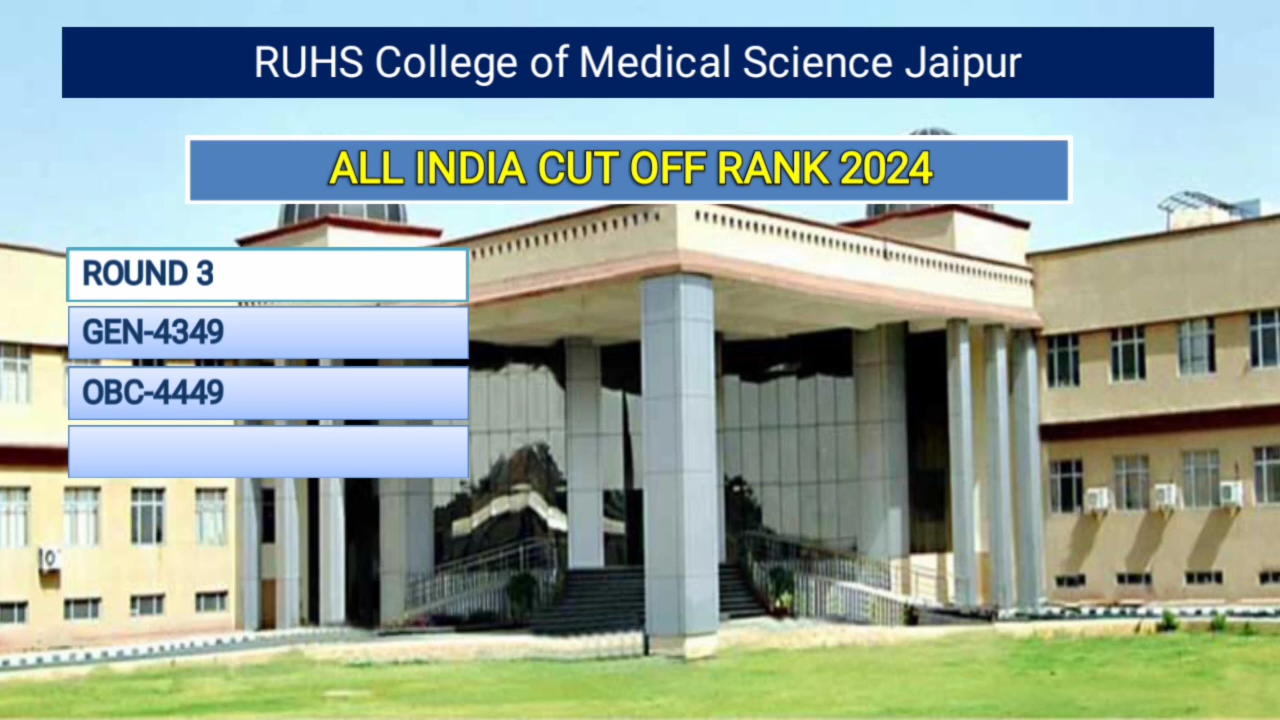 RUHS College of Medical Science Jaipur
ALL INDIA CUT OFF RANK 2024
ROUND 3
GEN-4349
OBC-4449